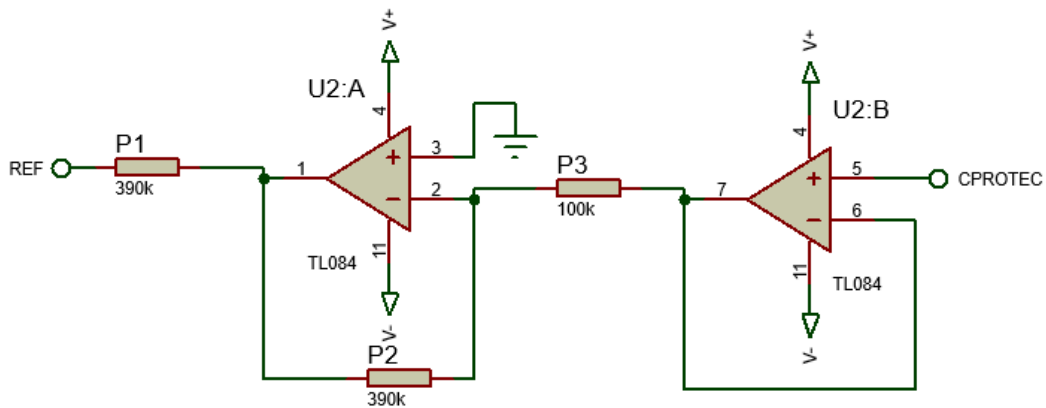 V+
V+
U2:A
U2:B
4
4
P1
3
P3
5
REF
1
CPROTEC
2
7
6
390k
100k
11
TL084
11
TL084
V-
V-
P2
390k